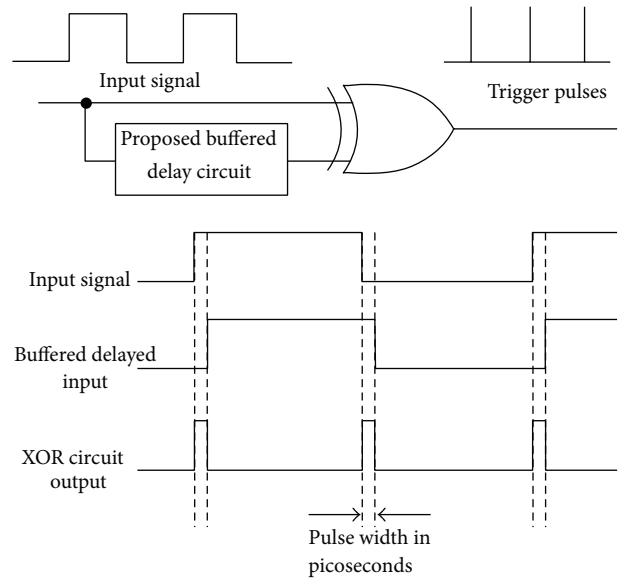 Input signal
Trigger pulses
Proposed buffered
delay circuit
Input signal
Buffered delayed
input
XOR circuit
output
Pulse width in
picoseconds